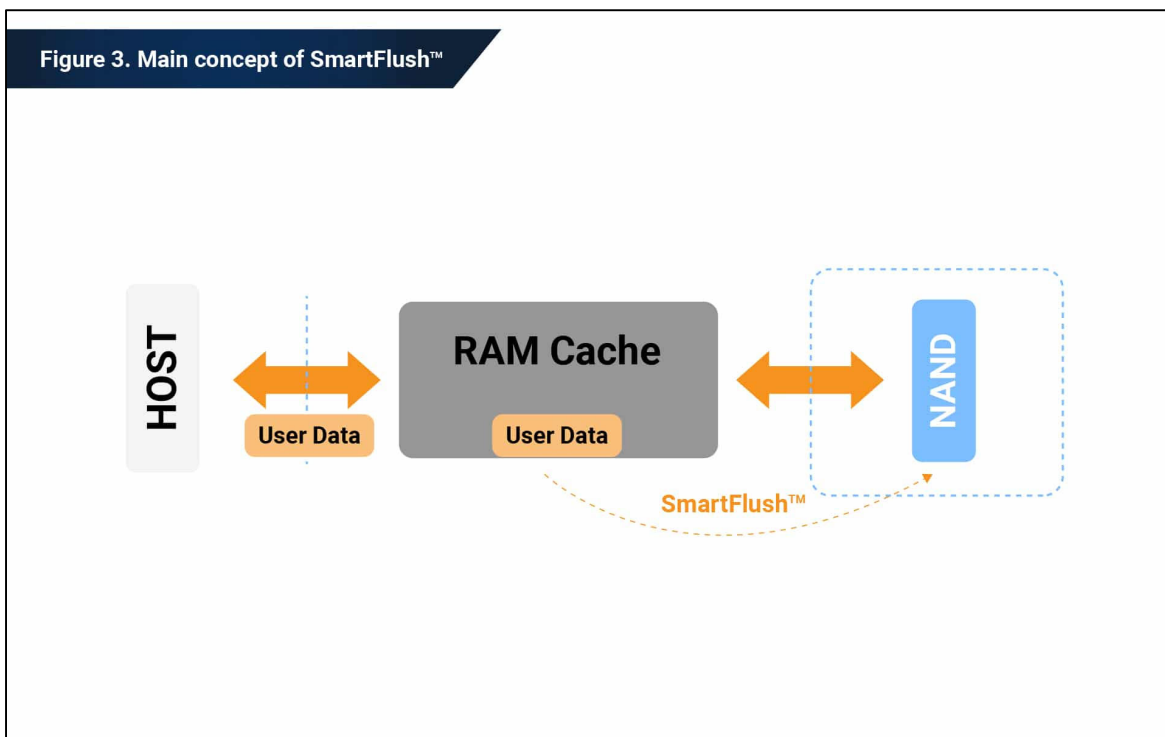 Figure 3. Main concept of SmartFlush™
HOST
User Data
RAM Cache
User Data
SmartFlush™
NAND